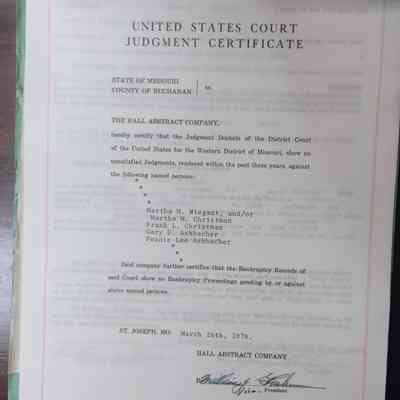 UNITED STATES COURT
JUDGMENT CERTIFICATE
STATE OF MISSOURI
COUNTY OF BUCHANAN
ss.
THE HALL ABSTRACT COMPANY,
hereby certify that the Judgment Dockets of the District Court
of the United States for the Western District of Missouri, show no
unsatisfied Judgments, rendered within the past three years against
the following named persons:
*
*
*
*
Martha M. Wiegant, and/or
Martha M. Christman
Frank L. Christman
Gary D. Ashbacher
Fennie Lee Ashbacher
*
*
*
Said company further certifies that the Bankruptcy Records of
said Court show no Bankruptcy Proceedings pending by or against
above named persons.
ST. JOSEPH, MO. March 26th, 1976.
HALL ABSTRACT COMPANY
Vice- President